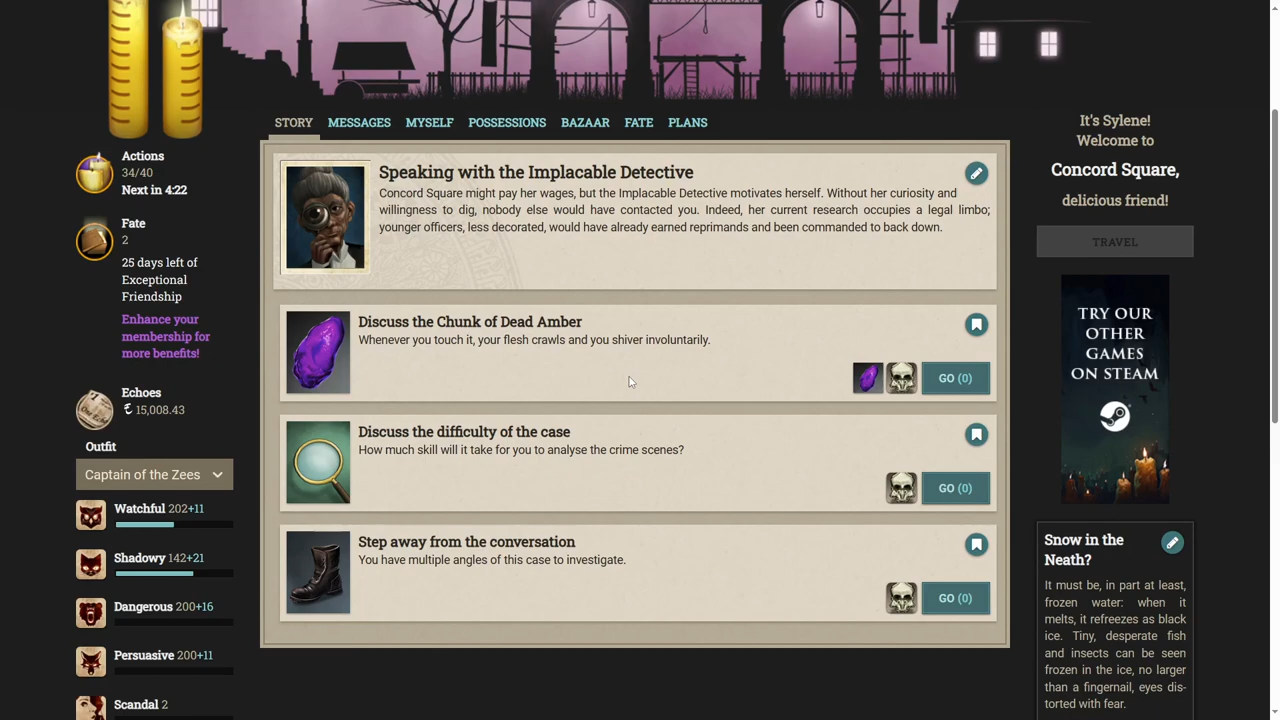 Actions
34/40
Next in 4:22
Fate
2
25 days left of
Exceptional
Friendship
Enhance your
membership for
more benefits!
Echoes
15,008.43
Outfit
Captain of the Zees
Watchful 202+11
Shadowy 142+21
Dangerous 200+16
Persuasive 200+11
Scandal 2
STORY MESSAGES MYSELF POSSESSIONS BAZAAR FATE PLANS
Speaking with the Implacable Detective
Concord Square might pay her wages, but the Implacable Detective motivates herself. Without her curiosity and
willingness to dig, nobody else would have contacted you. Indeed, her current research occupies a legal limbo;
younger officers, less decorated, would have already earned reprimands and been commanded to back down.
Discuss the Chunk of Dead Amber
Whenever you touch it, your flesh crawls and you shiver involuntarily.
GO (0)
Discuss the difficulty of the case
How much skill will it take for you to analyse the crime scenes?
GO (0)
Step away from the conversation
You have multiple angles of this case to investigate.
GO (0)
It's Sylene!
Welcome to
Concord Square,
delicious friend!
TRAVEL
TRY OUR
OTHER
GAMES
ON STEAM
Snow in the
Neath?
It must be, in part at least,
frozen water: when it
melts, it refreezes as black
ice. Tiny, desperate fish
and insects can be seen
frozen in the ice, no larger
than a fingernail, eyes dis-
torted with fear.